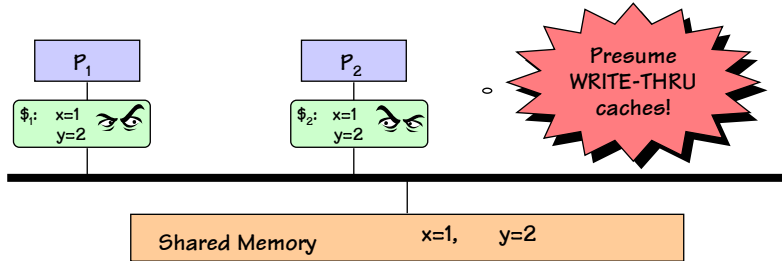 P1
P2
Presume
WRITE-THRU
caches!
$1: x=1
y=2
$2: x=1
y=2
Shared Memory x=1, y=2